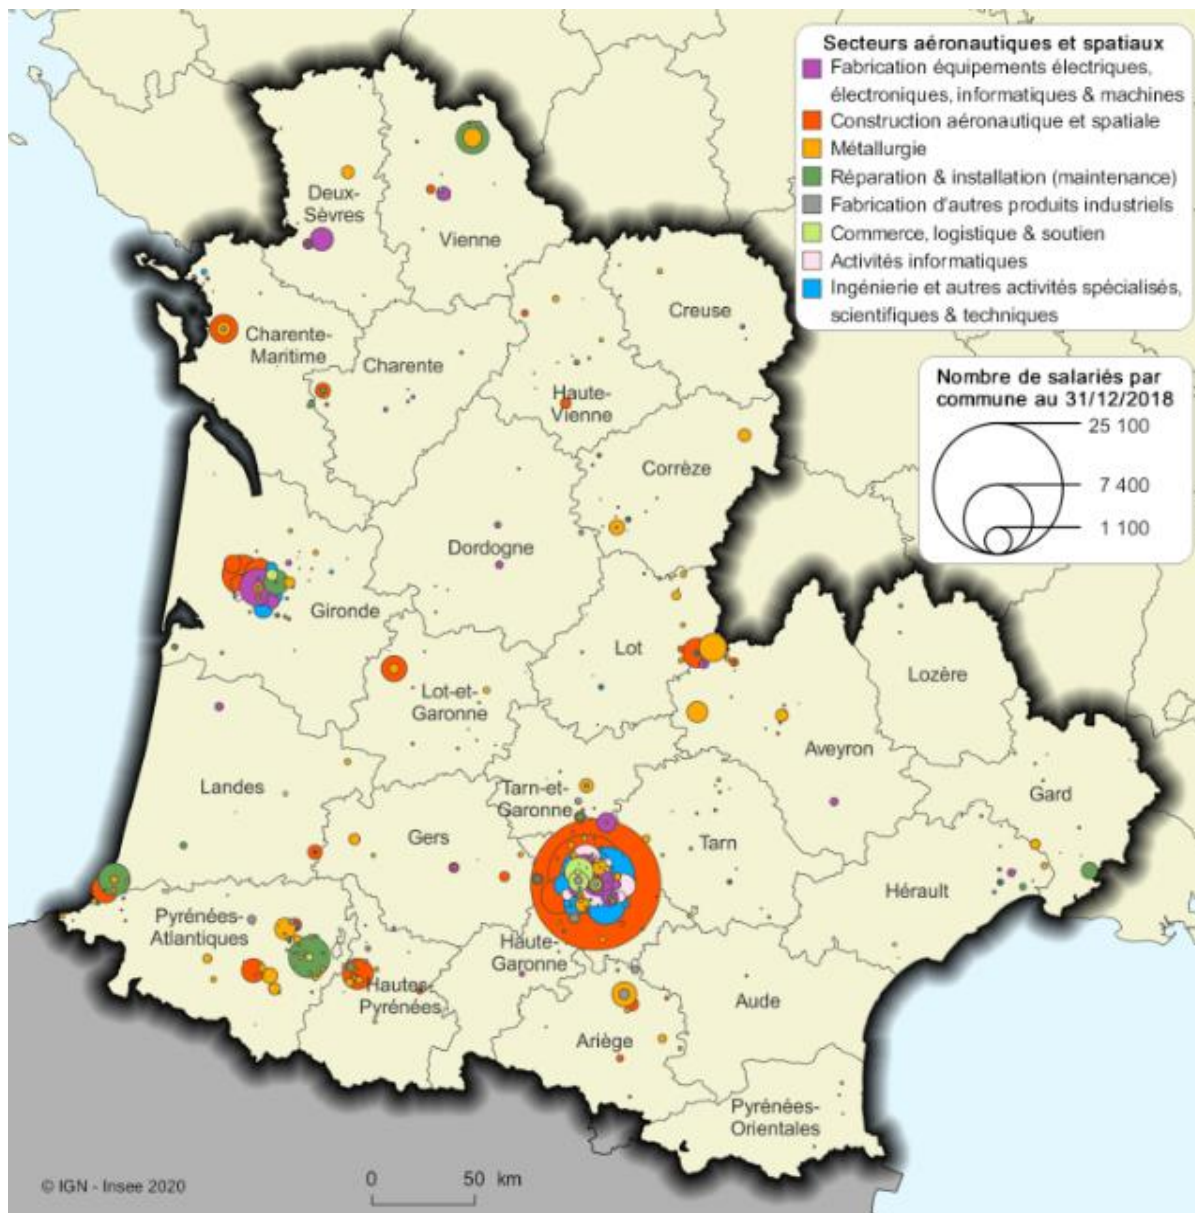 Secteurs aéronautiques et spatiaux
Fabrication équipements électriques,
électroniques, informatiques & machines
Construction aéronautique et spatiale
Métallurgie
Réparation & installation (maintenance)
Fabrication d'autres produits industriels
Commerce, logistique & soutien
Activités informatiques
Ingénierie et autres activités spécialisés,
scientifiques & techniques
Nombre de salariés par
commune au 31/12/2018
25 100
7 400
1 100
Deux-
Sèvres
Vienne
Charente-
Maritime
Charente
Creuse
Haute-
Vienne
Corrèze
Dordogne
Gironde
Lot
Lozère
Lot-et-
Garonne
Aveyron
Landes
Tarn-et-
Garonne
Gard
Gers
Tarn
Hérault
Pyrénées-
Atlantiques
Haute-
Garonne
Hautes-
Pyrénées
Aude
Ariège
Pyrénées-
Orientales
© IGN - Insee 2020
0 50 km